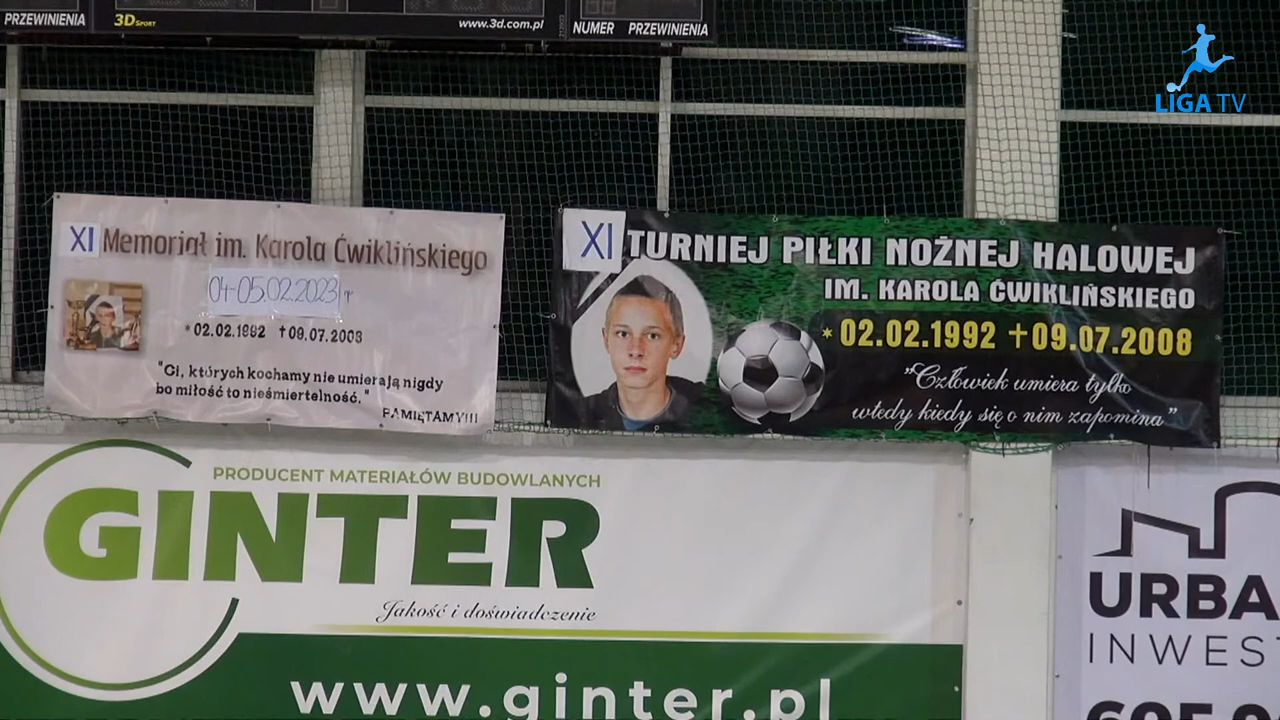 PRZEWINIENIA
3D SPORT
www.3d.com.pl
NUMER PRZEWINIENIA
LIGA TV
XI Memoriał im. Karola Ćwiklińskiego
04-05.02.2023 r
* 02.02.1992 † 09.07.2008
"Ci, których kochamy nie umierają nigdy
bo miłość to nieśmiertelność."
PAMIĘTAMY!!!
XI TURNIEJ PIŁKI NOŻNEJ HALOWEJ
IM. KAROLA ĆWIKLIŃSKIEGO
* 02.02.1992 † 09.07.2008
"Człowiek umiera tylko
wtedy kiedy się o nim zapomina"
PRODUCENT MATERIAŁÓW BUDOWLANYCH
GINTER
Jakość i doświadczenie
www.ginter.pl
URBA
INWEST